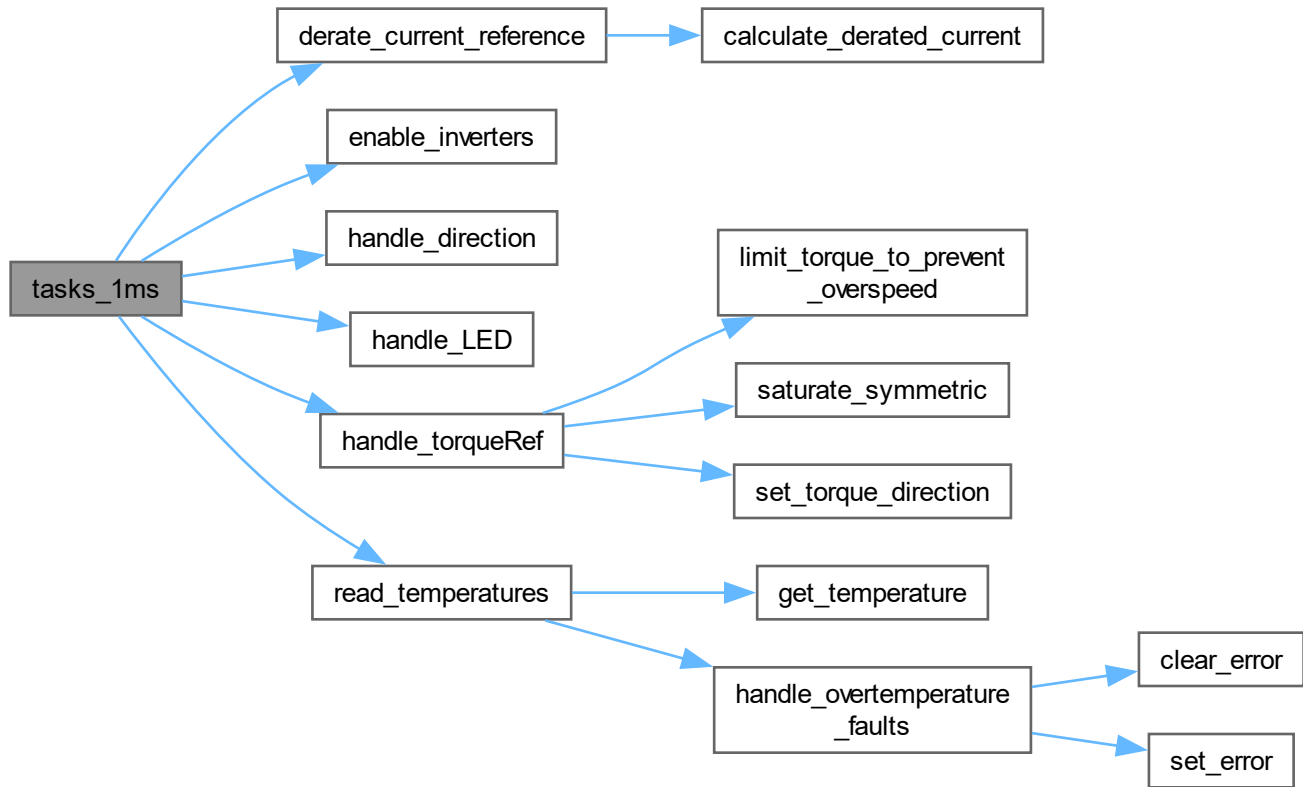 derate_current_reference
calculate_derated_current
enable_inverters
handle_direction
limit_torque_to_prevent
_overspeed
tasks_1ms
handle_LED
saturate_symmetric
handle_torqueRef
set_torque_direction
read_temperatures
get_temperature
clear_error
handle_overtemperature
_faults
set_error